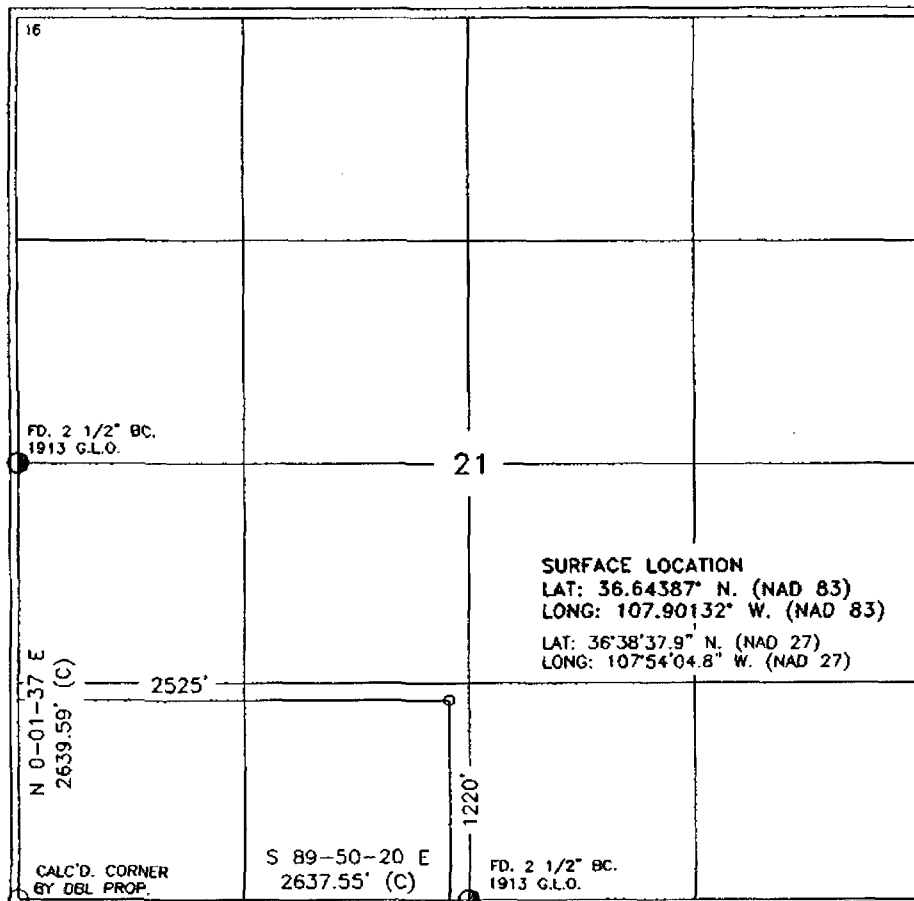 16
FD. 2 1/2" BC.
1913 G.L.O.
21
SURFACE LOCATION
LAT: 36.64387° N. (NAD 83)
LONG: 107.90132° W. (NAD 83)
LAT: 36°38'37.9" N. (NAD 27)
LONG: 107°54'04.8" W. (NAD 27)
N 0-01-37 E
2639.59' (C)
2525'
1220'
S 89-50-20 E
2637.55' (C)
CALC'D. CORNER
BY DBL PROP.
FD. 2 1/2" BC.
1913 G.L.O.